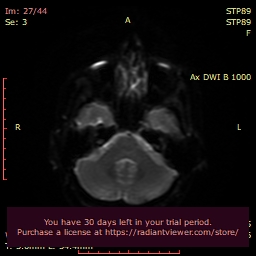 Im: 27/44
Se: 3
A
STP89
STP89
F
Ax DWI B 1000
R
L
You have 30 days left in your trial period.
Purchase a license at https://radiantviewer.com/store/